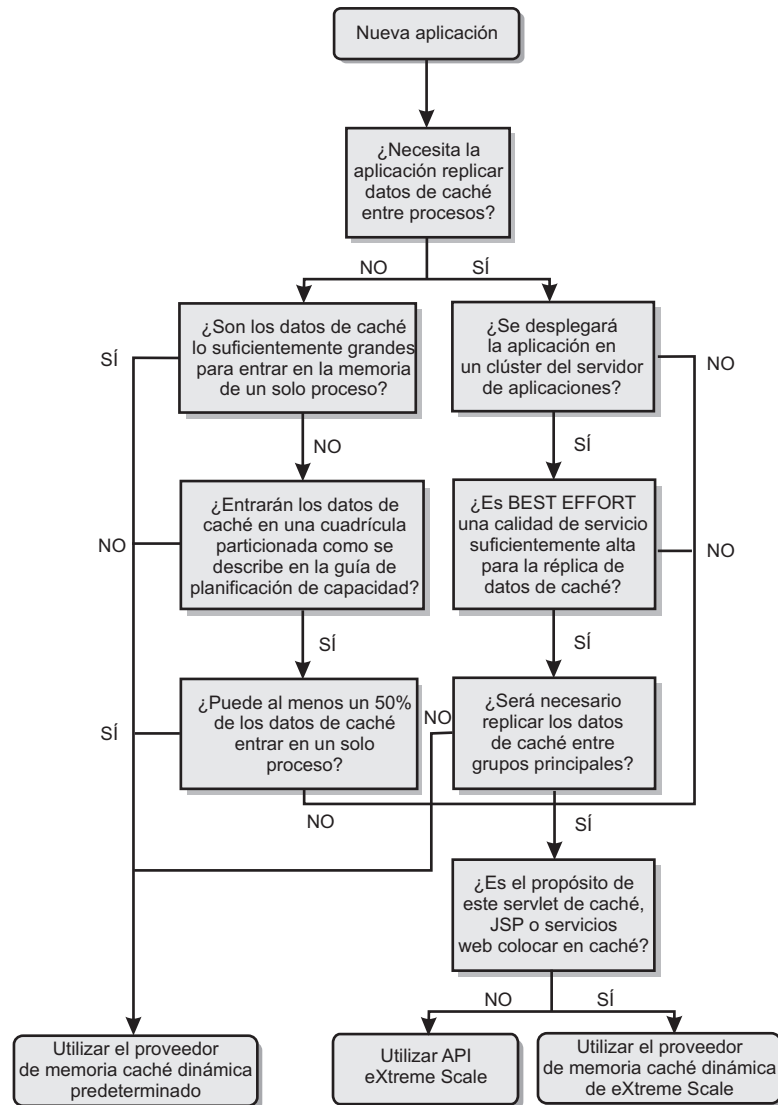 Nueva aplicación
¿Necesita la
aplicación replicar
datos de caché
entre procesos?
NO
SÍ
¿Son los datos de caché
lo suficientemente grandes
para entrar en la memoria
de un solo proceso?
¿Se desplegará
la aplicación en
un clúster del servidor
de aplicaciones?
SÍ
NO
NO
SÍ
¿Entrarán los datos de
caché en una cuadrícula
particionada como se
describe en la guía de
planificación de capacidad?
¿Es BEST EFFORT
una calidad de servicio
suficientemente alta
para la réplica de
datos de caché?
NO
NO
SÍ
SÍ
¿Puede al menos un 50%
de los datos de caché
entrar en un solo
proceso?
¿Será necesario
replicar los datos
de caché entre
grupos principales?
SÍ
NO
NO
SÍ
¿Es el propósito de
este servlet de caché,
JSP o servicios
web colocar en caché?
NO
SÍ
Utilizar el proveedor
de memoria caché dinámica
predeterminado
Utilizar API
eXtreme Scale
Utilizar el proveedor
de memoria caché dinámica
de eXtreme Scale